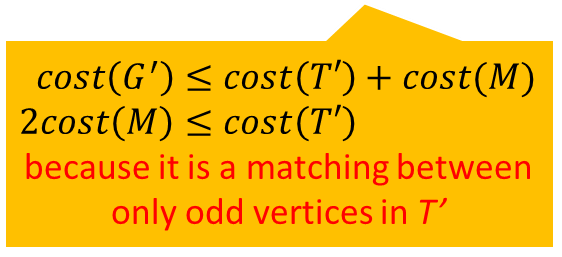 cost(G′) ≤ cost(T′) + cost(M)
2cost(M) ≤ cost(T′)
because it is a matching between
only odd vertices in T’